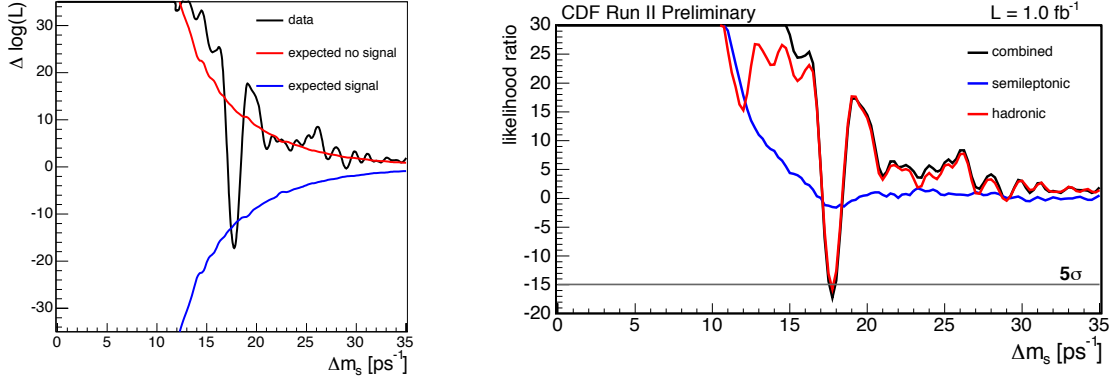 Δ log(L)
30
20
10
0
-10
-20
-30
data
expected no signal
expected signal
0 5 10 15 20 25 30 35
Δmₛ [ps⁻¹]
CDF Run II Preliminary L = 1.0 fb⁻¹
likelihood ratio
30
25
20
15
10
5
0
-5
-10
-15
-20
combined
semileptonic
hadronic
5σ
0 5 10 15 20 25 30 35
Δmₛ [ps⁻¹]